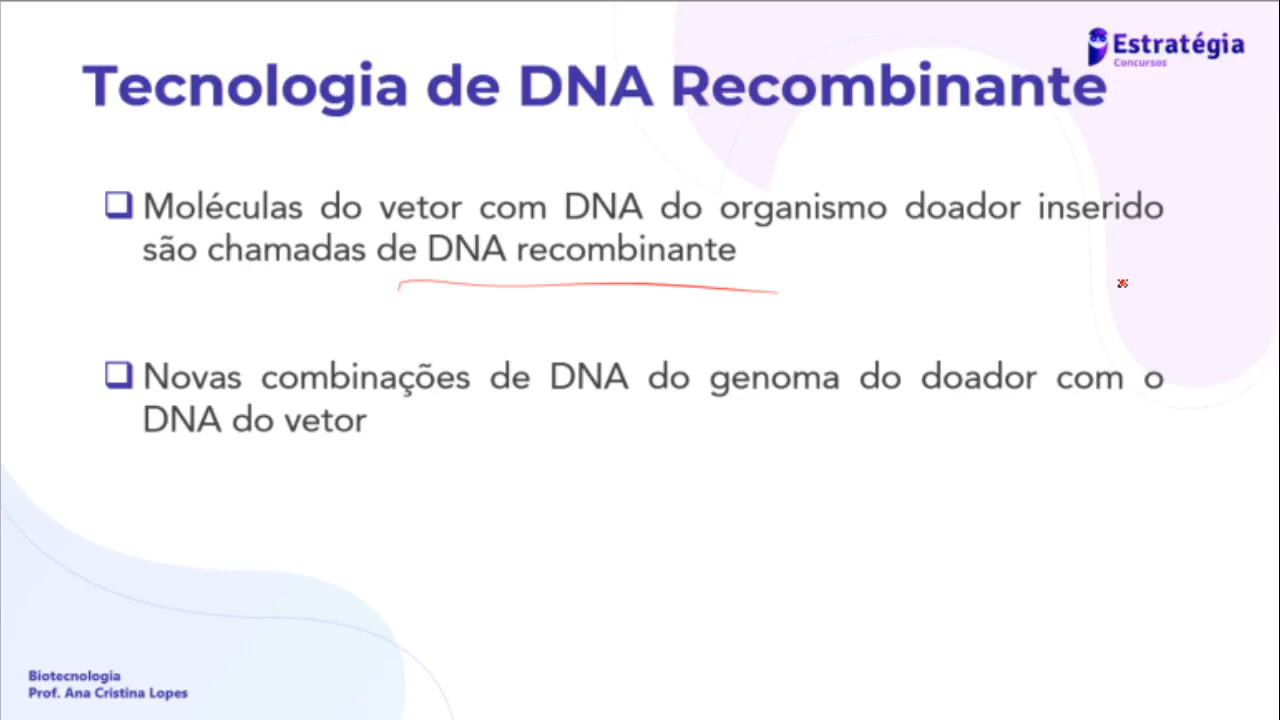 Estratégia
Concursos
Tecnologia de DNA Recombinante
Moléculas do vetor com DNA do organismo doador inserido
são chamadas de DNA recombinante
Novas combinações de DNA do genoma do doador com o
DNA do vetor
Biotecnologia
Prof. Ana Cristina Lopes